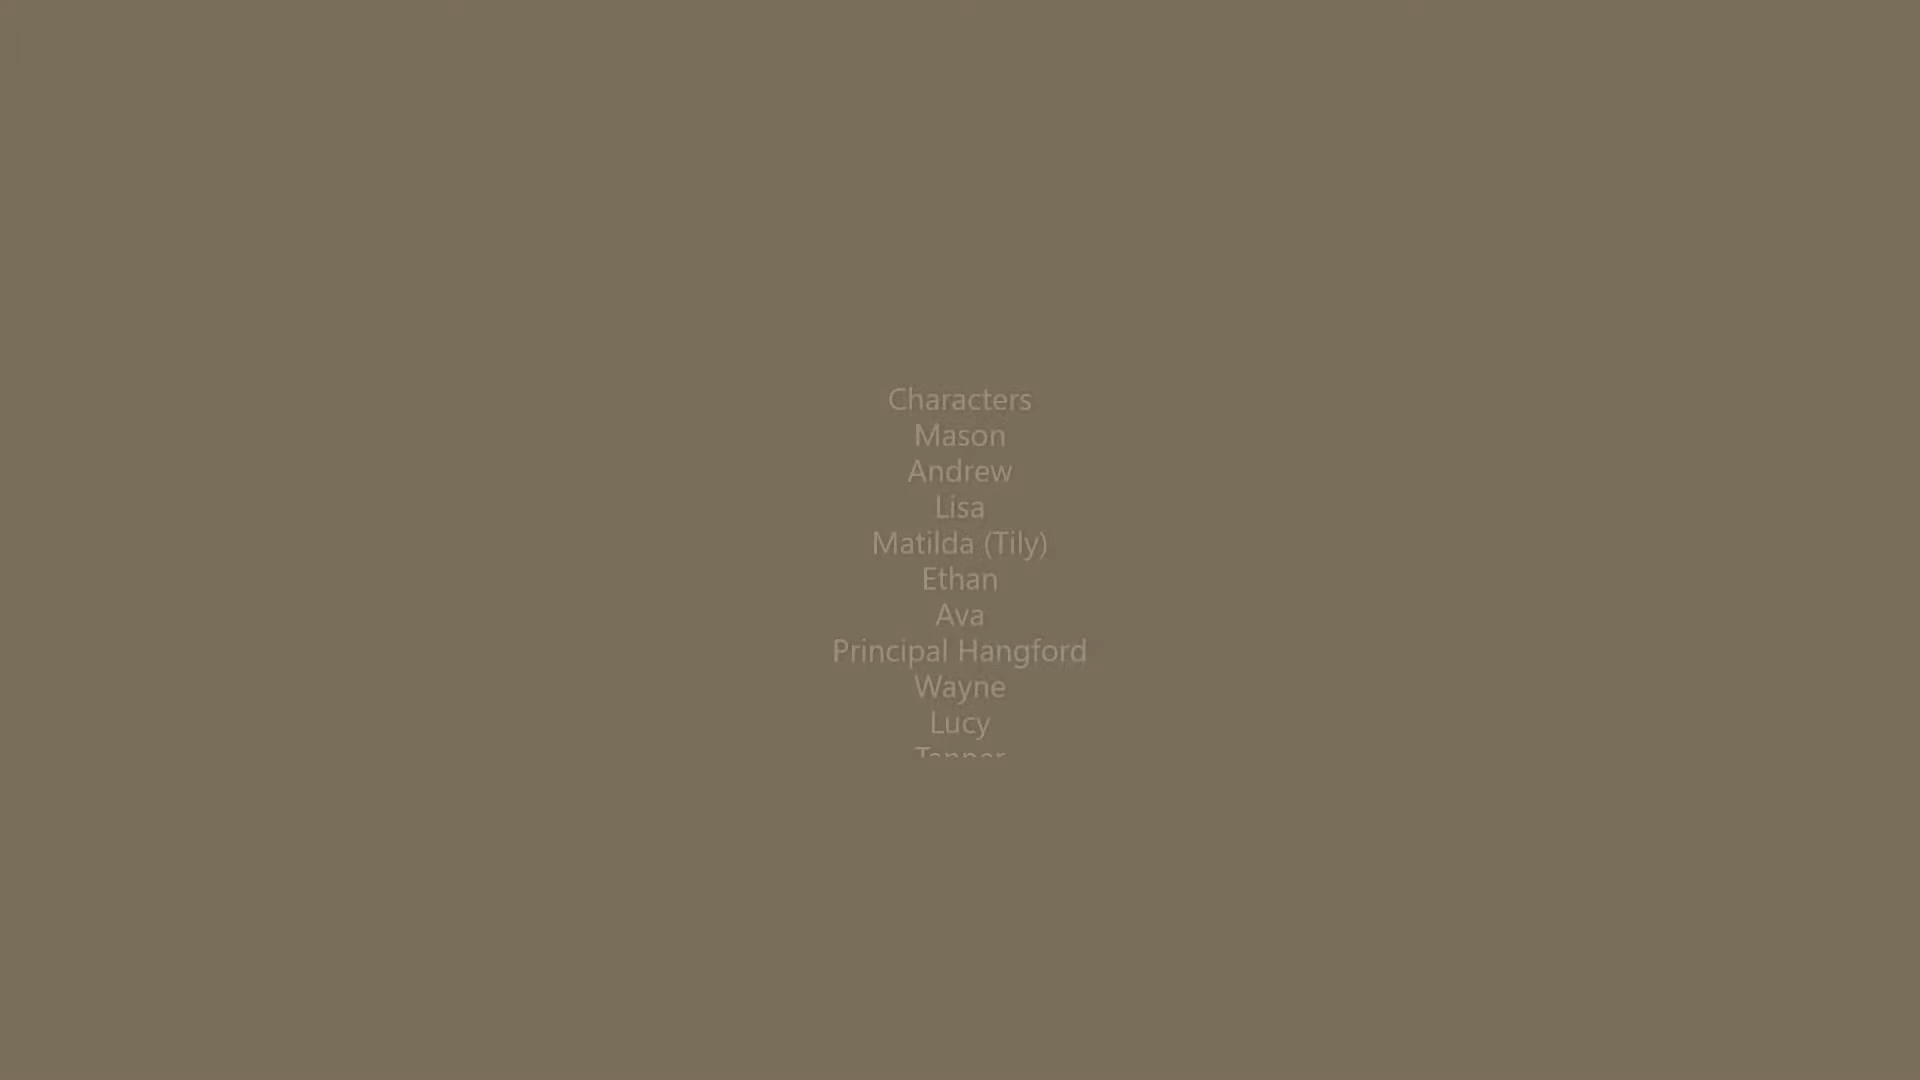 Characters
Mason
Andrew
Lisa
Matilda (Tily)
Ethan
Ava
Principal Hangford
Wayne
Lucy